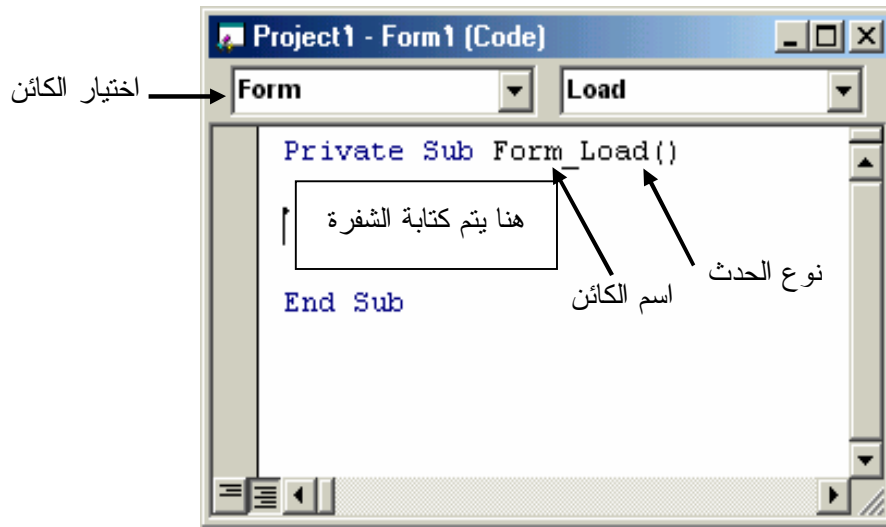 Project1 - Form1 (Code)
اختيار الكائن
Form
Load
Private Sub Form_Load()
هنا يتم كتابة الشفرة
نوع الحدث
اسم الكائن
End Sub